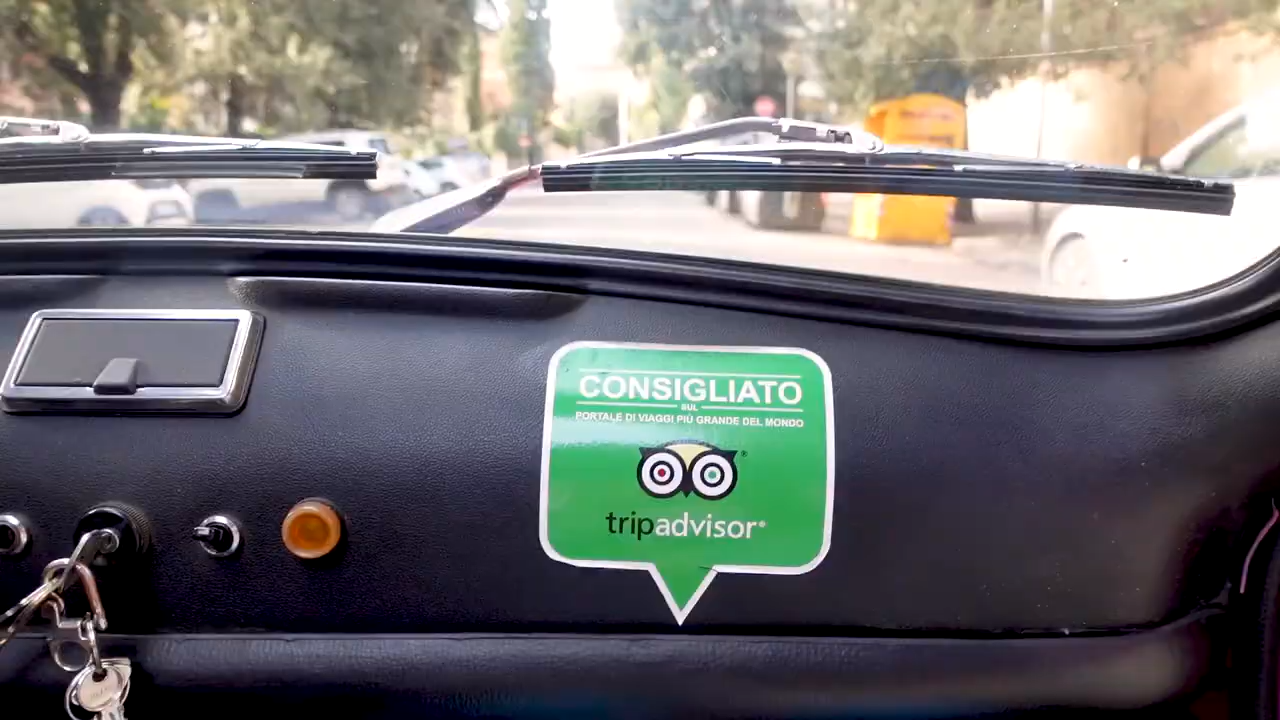 CONSIGLIATO
SUL
PORTALE DI VIAGGI PIÙ GRANDE DEL MONDO
®
tripadvisor®